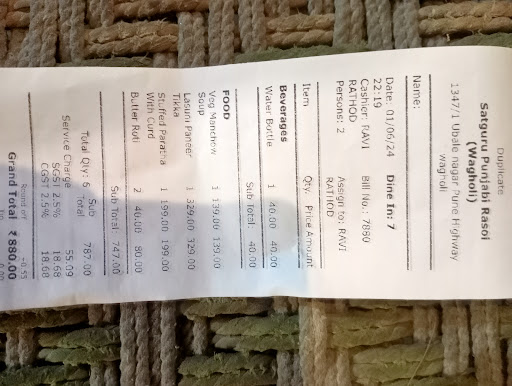 Duplicate
Satguru Punjabi Rasoi
(Wagholi)
1347/1 Ubale nagar Pune Highway
wagholi
Name:
Date: 01/06/24 Dine In: 7
22:19
Cashier: RAVI Bill No.: 7880
RATHOD
Persons: 2 Assign to: RAVI
RATHOD
Item Qty. Price Amount
Beverages
Water Bottle 1 40.00 40.00
Sub Total: 40.00
FOOD
Veg Manchow 1 139.00 139.00
Soup
Lasuni Paneer 1 329.00 329.00
Tikka
Stuffed Paratha 1 199.00 199.00
With Curd
Butter Roti 2 40.00 80.00
Sub Total: 747.00
Total Qty: 6 Sub 787.00
Total
Service Charge 55.09
SGST 2.5% 18.68
CGST 2.5% 18.68
Round off -0.55
Grand Total ₹ 880.00